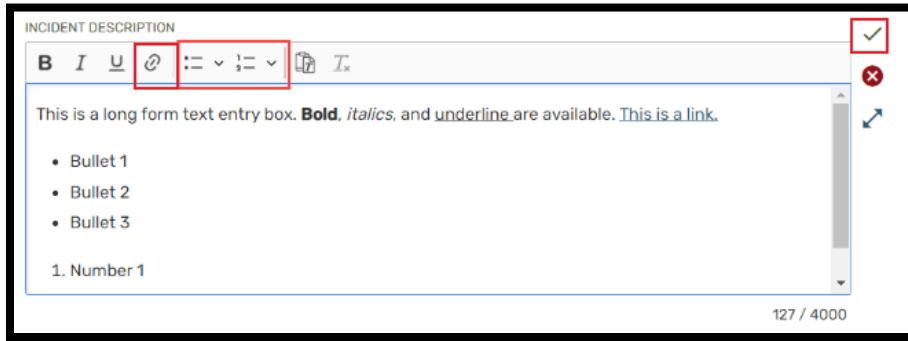 INCIDENT DESCRIPTION
B I U
This is a long form text entry box. Bold, italics, and underline are available. This is a link.
• Bullet 1
• Bullet 2
• Bullet 3
1. Number 1
127 / 4000